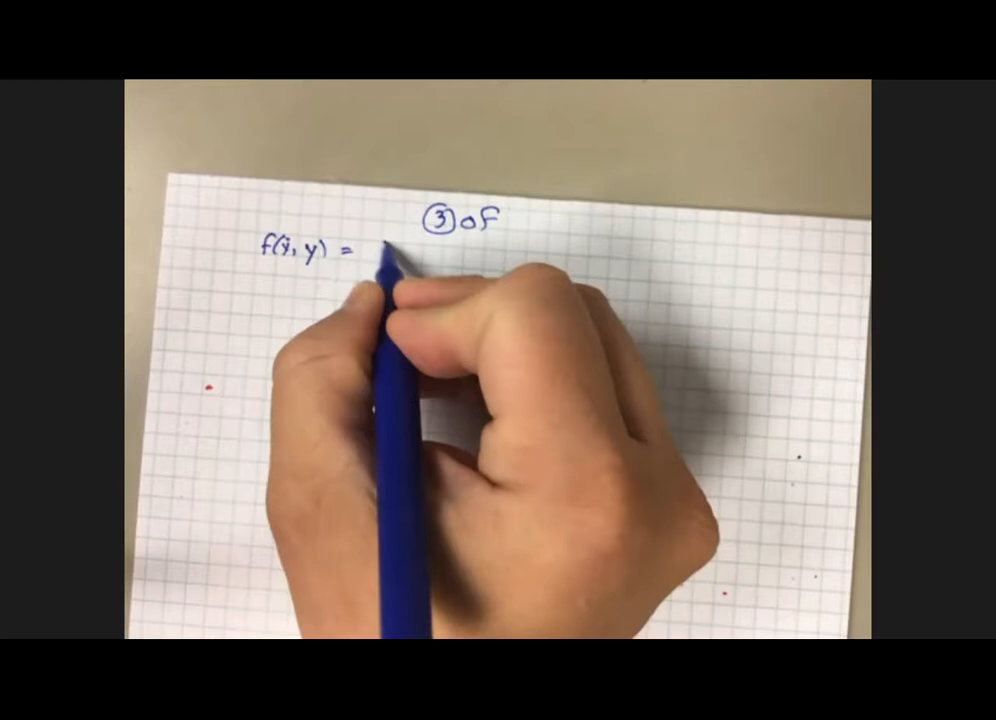 ③ of
f(x, y) =